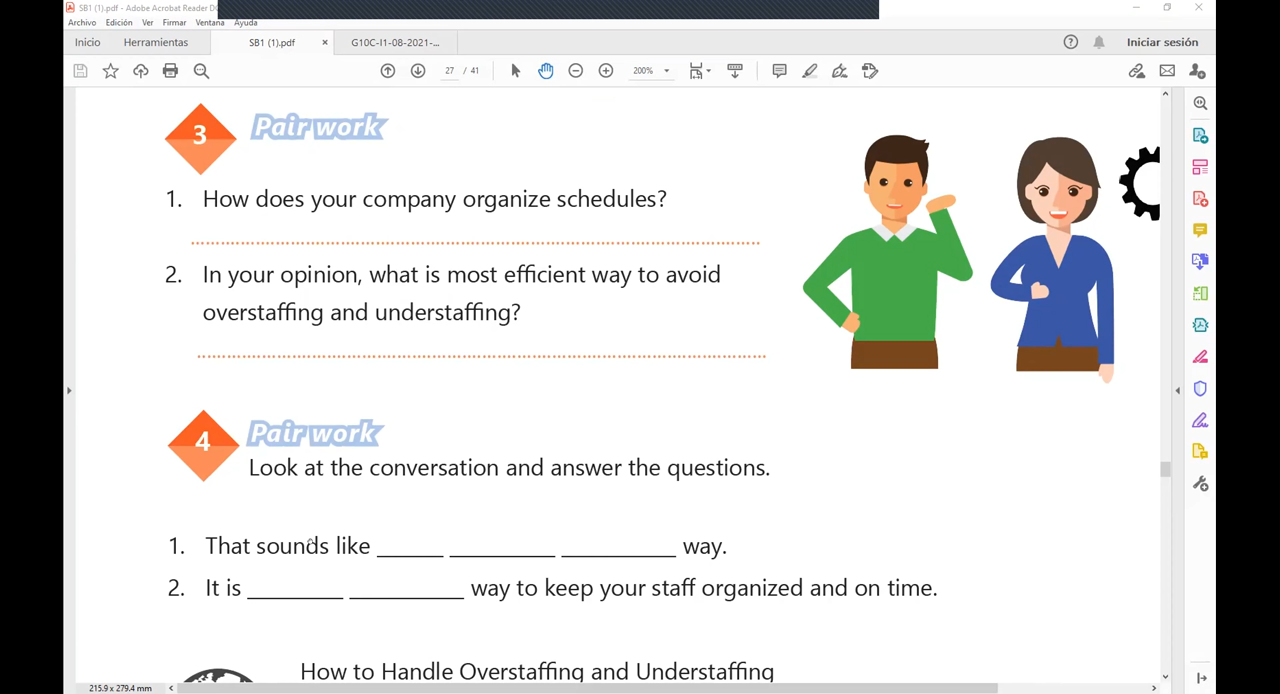 SB1 (1).pdf - Adobe Acrobat Reader DC
Archivo Edición Ver Firmar Ventana Ayuda
Inicio Herramientas SB1 (1).pdf × G10C-I1-08-2021-... Iniciar sesión
27 / 41 200%
3 Pair work
1. How does your company organize schedules?
2. In your opinion, what is most efficient way to avoid
overstaffing and understaffing?
4 Pair work
Look at the conversation and answer the questions.
1. That sounds like ______ _________ __________ way.
2. It is ________ __________ way to keep your staff organized and on time.
How to Handle Overstaffing and Understaffing
215.9 x 279.4 mm